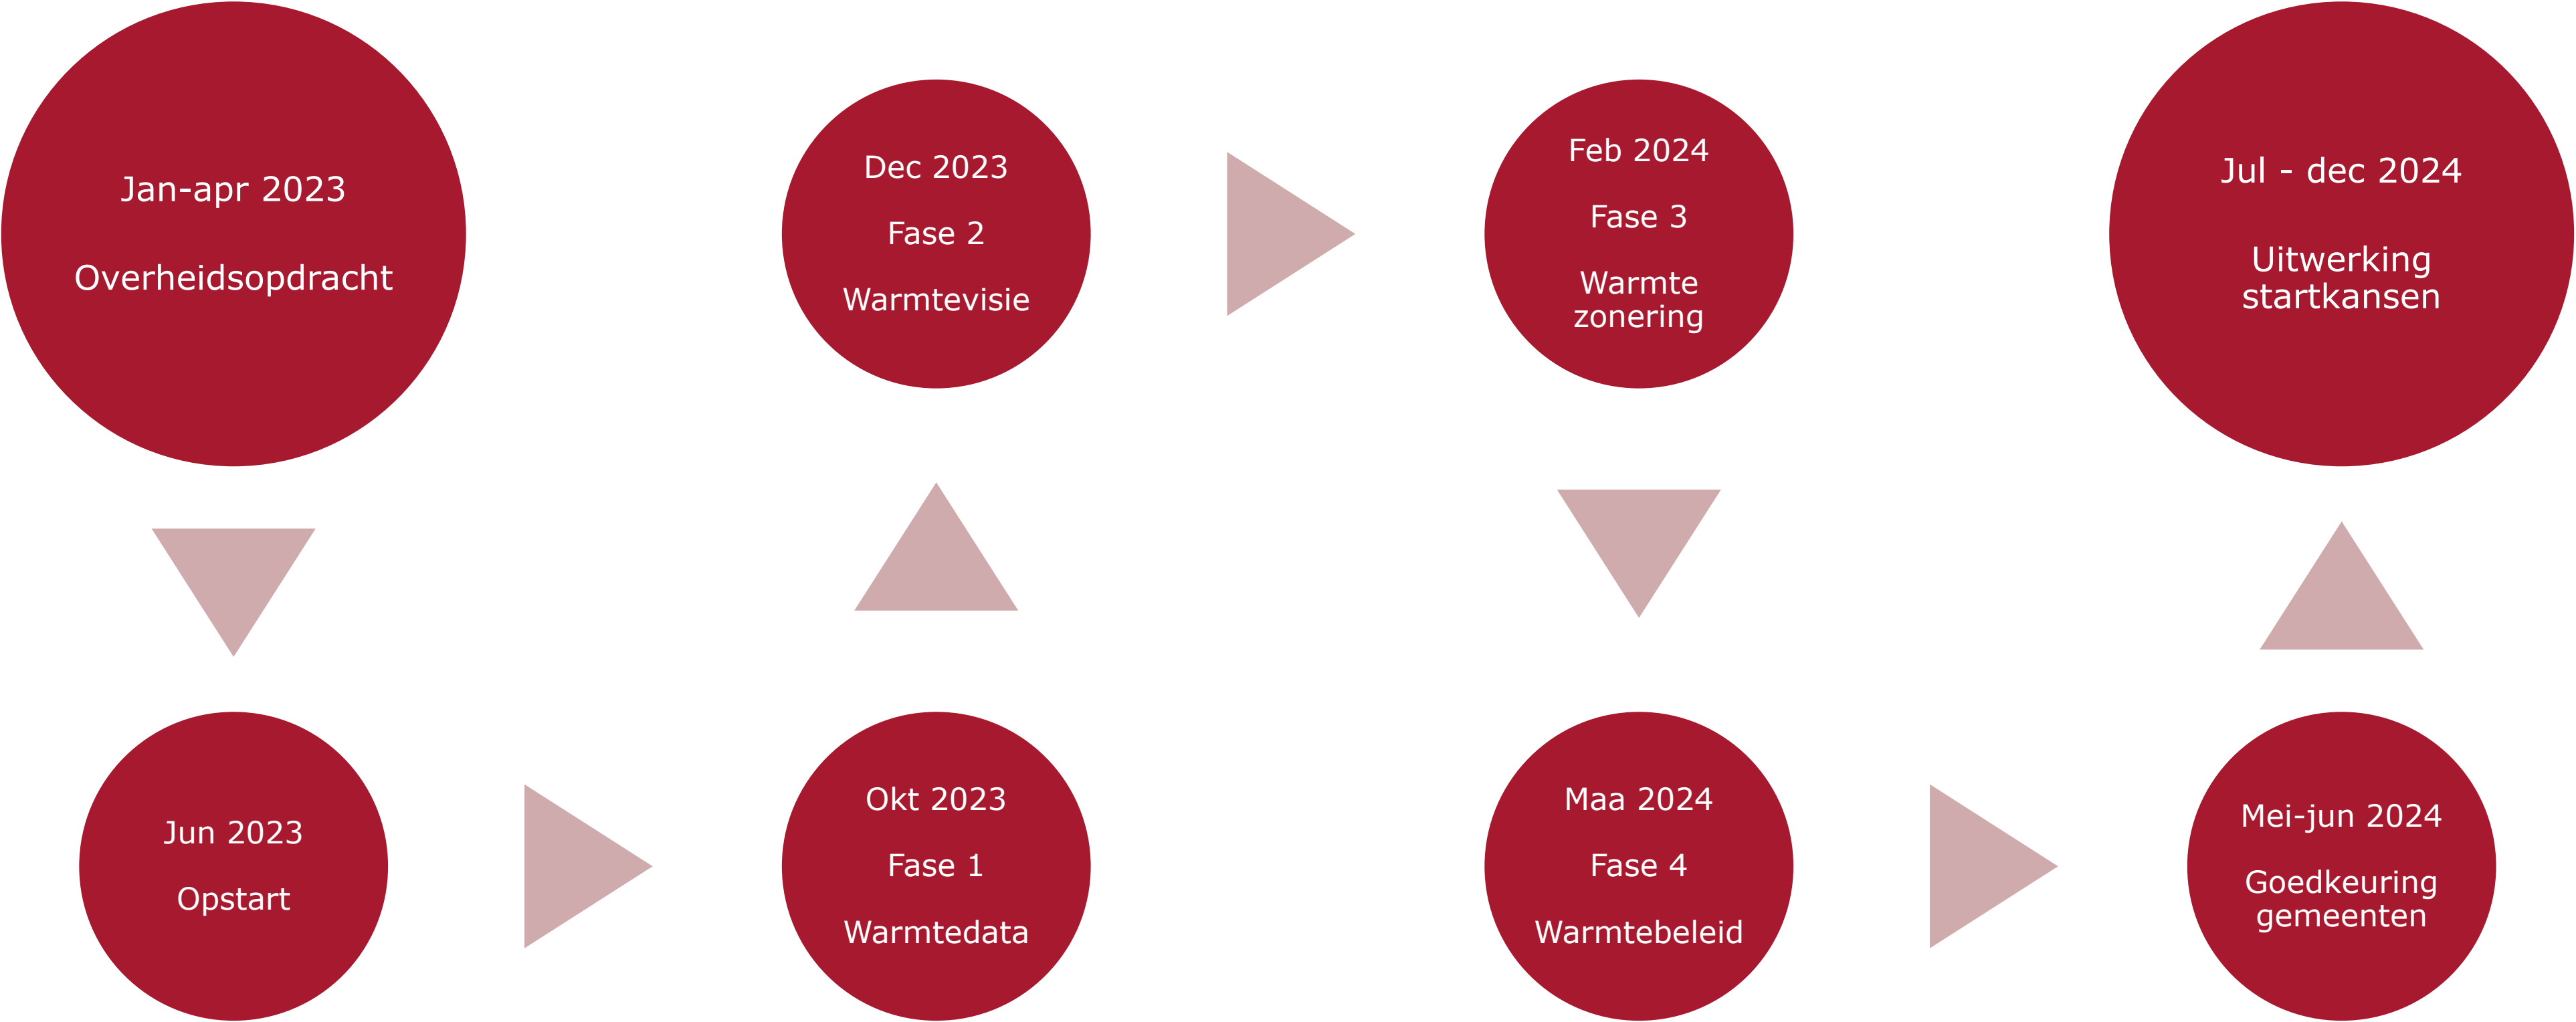 Jan-apr 2023
Overheidsopdracht
Jun 2023
Opstart
Okt 2023
Fase 1
Warmtedata
Dec 2023
Fase 2
Warmtevisie
Feb 2024
Fase 3
Warmte
zonering
Maa 2024
Fase 4
Warmtebeleid
Mei-jun 2024
Goedkeuring
gemeenten
Jul - dec 2024
Uitwerking
startkansen